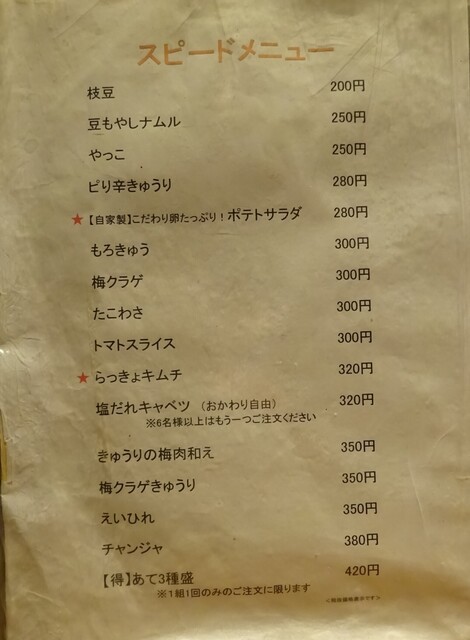 スピードメニュー
枝豆 200円
豆もやしナムル 250円
やっこ 250円
ピリ辛きゅうり 280円
★【自家製】こだわり卵たっぷり!ポテトサラダ 280円
もろきゅう 300円
梅クラゲ 300円
たこわさ 300円
トマトスライス 300円
★らっきょキムチ 320円
塩だれキャベツ (おかわり自由) 320円
※6名様以上はもう一つご注文ください
きゅうりの梅肉和え 350円
梅クラゲきゅうり 350円
えいひれ 350円
チャンジャ 380円
【得】あて3種盛 420円
※1組1回のみのご注文に限ります